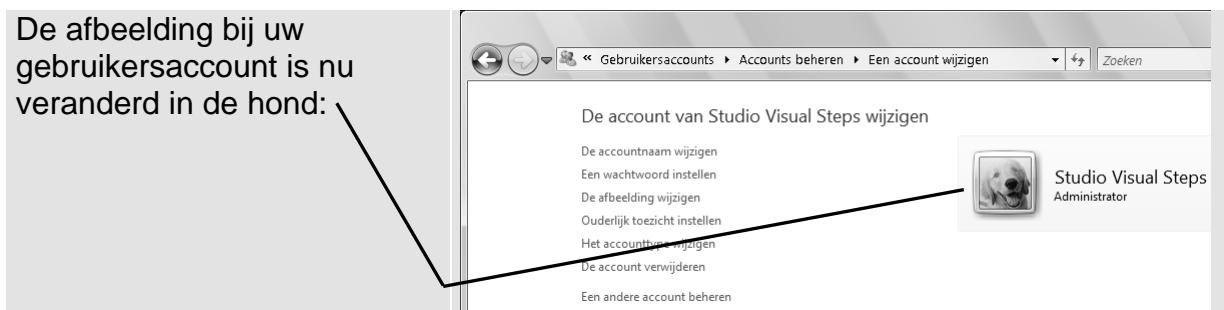 De afbeelding bij uw
gebruikersaccount is nu
veranderd in de hond:
« Gebruikersaccounts ▸ Accounts beheren ▸ Een account wijzigen
Zoeken
De account van Studio Visual Steps wijzigen
De accountnaam wijzigen
Een wachtwoord instellen
De afbeelding wijzigen
Ouderlijk toezicht instellen
Het accounttype wijzigen
De account verwijderen
Een andere account beheren
Studio Visual Steps
Administrator